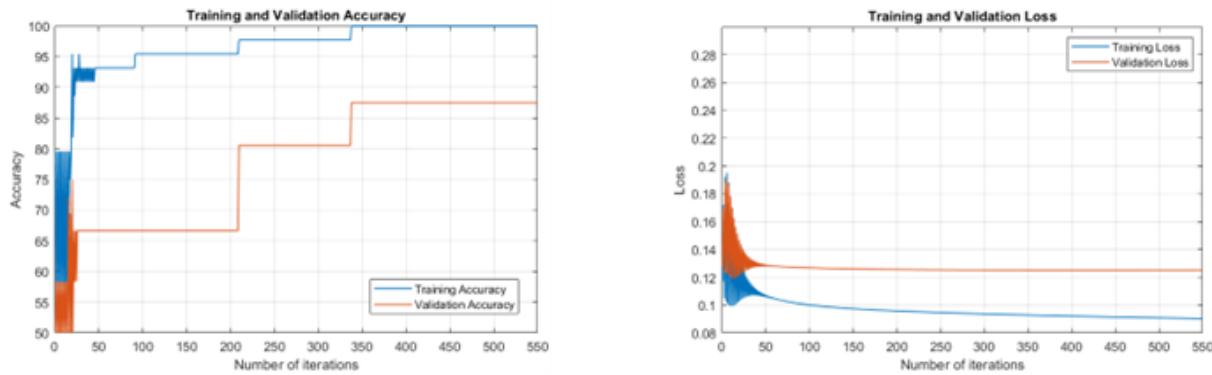 Training and Validation Accuracy
100
95
90
85
80
75
70
65
60
55
50
Accuracy
Training Accuracy
Validation Accuracy
0 50 100 150 200 250 300 350 400 450 500 550
Number of iterations
Training and Validation Loss
Training Loss
Validation Loss
0.28
0.26
0.24
0.22
0.2
0.18
0.16
0.14
0.12
0.1
0.08
Loss
0 50 100 150 200 250 300 350 400 450 500 550
Number of iterations